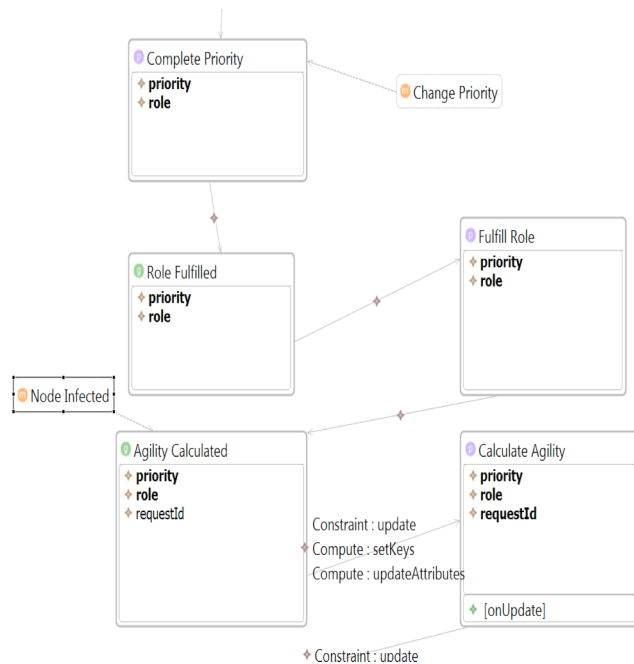 p Complete Priority
priority
role
m Change Priority
p Role Fulfilled
priority
role
p Fulfill Role
priority
role
m Node Infected
p Agility Calculated
priority
role
requestId
Constraint : update
Compute : setKeys
Compute : updateAttributes
p Calculate Agility
priority
role
requestId
[onUpdate]
Constraint : update